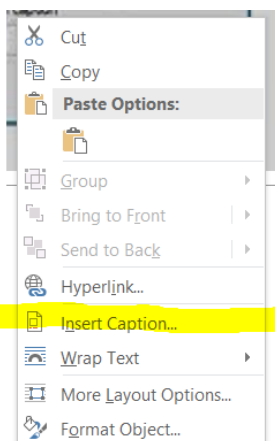 Cut
Copy
Paste Options:
Group
Bring to Front
Send to Back
Hyperlink...
Insert Caption...
Wrap Text
More Layout Options...
Format Object...